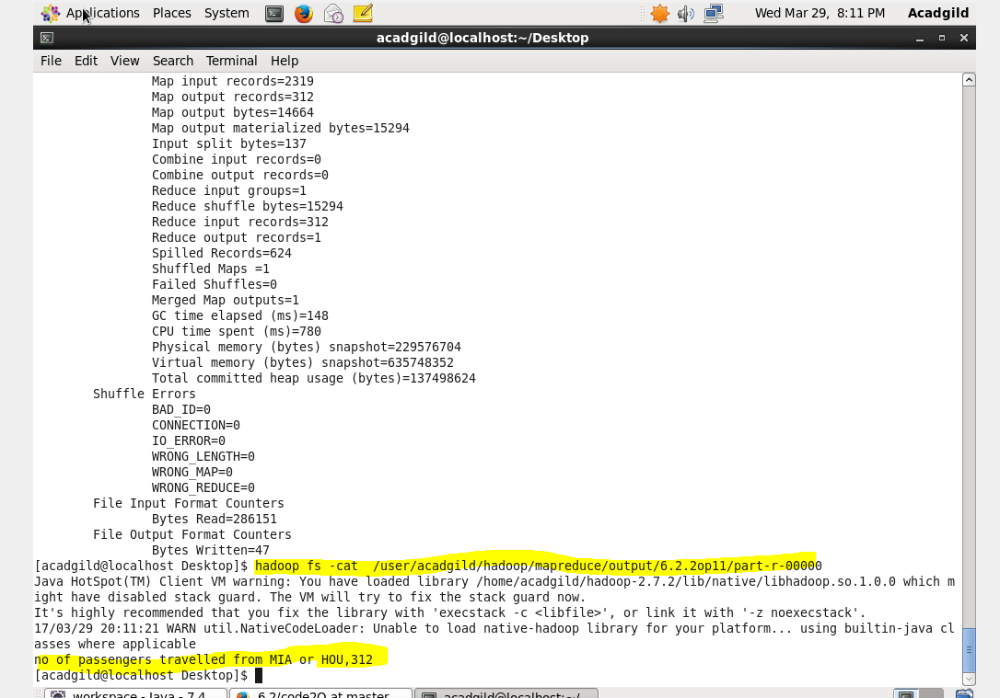 Applications Places System Wed Mar 29, 8:11 PM Acadgild
acadgild@localhost:~/Desktop
File Edit View Search Terminal Help
Map input records=2319
Map output records=312
Map output bytes=14664
Map output materialized bytes=15294
Input split bytes=137
Combine input records=0
Combine output records=0
Reduce input groups=1
Reduce shuffle bytes=15294
Reduce input records=312
Reduce output records=1
Spilled Records=624
Shuffled Maps =1
Failed Shuffles=0
Merged Map outputs=1
GC time elapsed (ms)=148
CPU time spent (ms)=780
Physical memory (bytes) snapshot=229576704
Virtual memory (bytes) snapshot=635748352
Total committed heap usage (bytes)=137498624
Shuffle Errors
BAD_ID=0
CONNECTION=0
IO_ERROR=0
WRONG_LENGTH=0
WRONG_MAP=0
WRONG_REDUCE=0
File Input Format Counters
Bytes Read=286151
File Output Format Counters
Bytes Written=47
[acadgild@localhost Desktop]$ hadoop fs -cat  /user/acadgild/hadoop/mapreduce/output/6.2.2op11/part-r-00000
Java HotSpot(TM) Client VM warning: You have loaded library /home/acadgild/hadoop-2.7.2/lib/native/libhadoop.so.1.0.0 which m
ight have disabled stack guard. The VM will try to fix the stack guard now.
It's highly recommended that you fix the library with 'execstack -c <libfile>', or link it with '-z noexecstack'.
17/03/29 20:11:21 WARN util.NativeCodeLoader: Unable to load native-hadoop library for your platform... using builtin-java cl
asses where applicable
no of passengers travelled from MIA or HOU,312
[acadgild@localhost Desktop]$
workspace - Java - 7.4 6.2/code2Q at master acadgild@localhost:~/